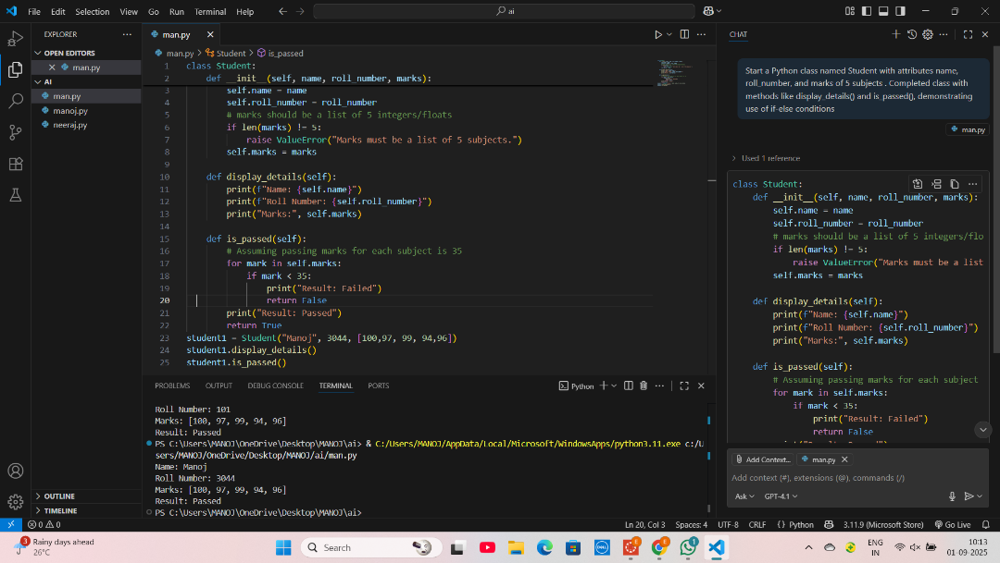 File Edit Selection View Go Run Terminal Help
ai
EXPLORER
OPEN EDITORS
man.py
AI
man.py
manoj.py
neeraj.py
OUTLINE
TIMELINE
man.py
man.py > Student > is_passed
1 class Student:
2 def __init__(self, name, roll_number, marks):
3 self.name = name
4 self.roll_number = roll_number
5 # marks should be a list of 5 integers/floats
6 if len(marks) != 5:
7 raise ValueError("Marks must be a list of 5 subjects.")
8 self.marks = marks
9
10 def display_details(self):
11 print(f"Name: {self.name}")
12 print(f"Roll Number: {self.roll_number}")
13 print("Marks:", self.marks)
14
15 def is_passed(self):
16 # Assuming passing marks for each subject is 35
17 for mark in self.marks:
18 if mark < 35:
19 print("Result: Failed")
20 return False
21 print("Result: Passed")
22 return True
23 student1 = Student("Manoj", 3044, [100,97, 99, 94,96])
24 student1.display_details()
25 student1.is_passed()
PROBLEMS OUTPUT DEBUG CONSOLE TERMINAL PORTS
Python
Roll Number: 101
Marks: [100, 97, 99, 94, 96]
Result: Passed
PS C:\Users\MANOJ\OneDrive\Desktop\MANOJ\ai> & C:/Users/MANOJ/AppData/Local/Microsoft/WindowsApps/python3.11.exe c:/U
sers/MANOJ/OneDrive/Desktop/MANOJ/ai/man.py
Name: Manoj
Roll Number: 3044
Marks: [100, 97, 99, 94, 96]
Result: Passed
PS C:\Users\MANOJ\OneDrive\Desktop\MANOJ\ai>
CHAT
Start a Python class named Student with attributes name,
roll_number, and marks of 5 subjects . Completed class with
methods like display_details() and is_passed(), demonstrating
use of if-else conditions
man.py
Used 1 reference
class Student:
def __init__(self, name, roll_number, marks):
self.name = name
self.roll_number = roll_number
# marks should be a list of 5 integers/flo
if len(marks) != 5:
raise ValueError("Marks must be a list
self.marks = marks
def display_details(self):
print(f"Name: {self.name}")
print(f"Roll Number: {self.roll_number}")
print("Marks:", self.marks)
def is_passed(self):
# Assuming passing marks for each subject
for mark in self.marks:
if mark < 35:
print("Result: Failed")
return False
Add Context... man.py
Add context (#), extensions (@), commands (/)
Ask GPT-4.1
0 0
Ln 20, Col 3 Spaces: 4 UTF-8 CRLF {} Python 3.11.9 (Microsoft Store) Go Live
3
Rainy days ahead
26°C
Search
DELL
ENG
IN
10:13
01-09-2025